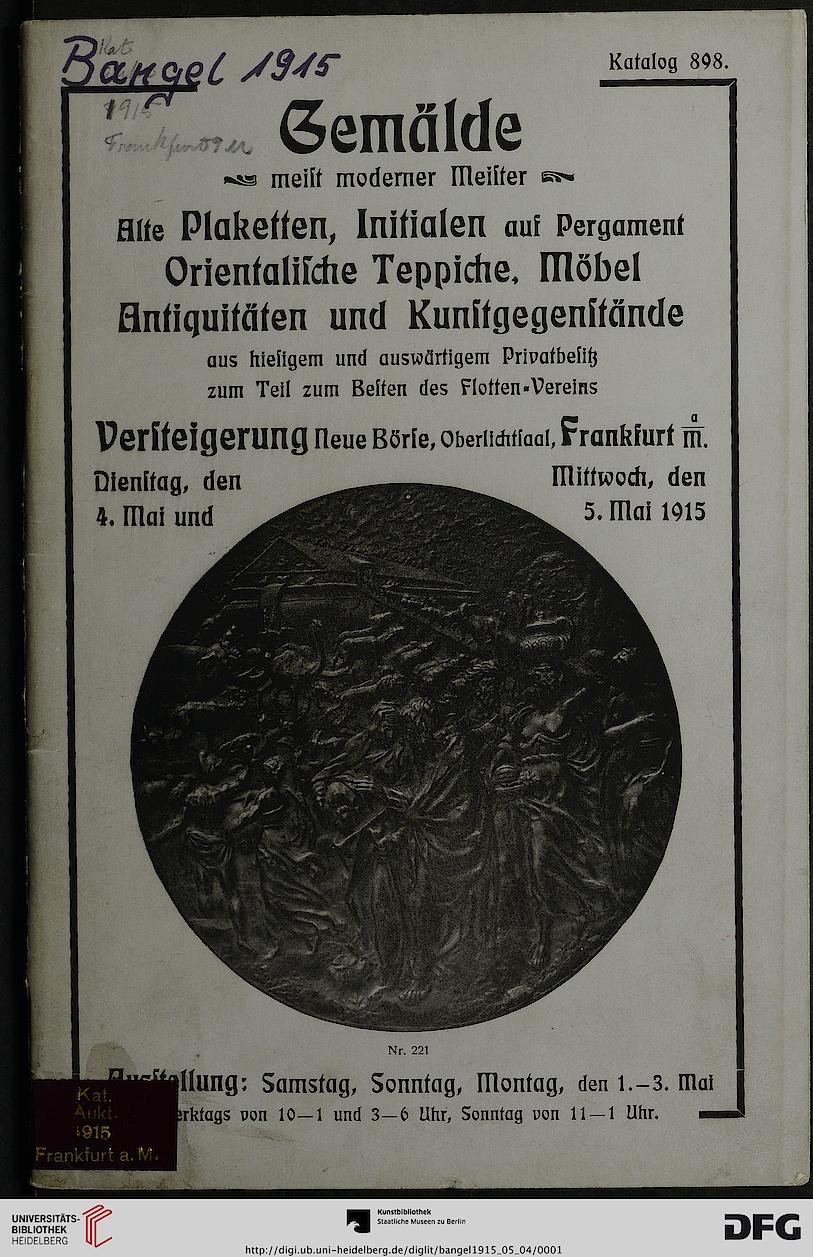 Kat
Bangel 1915
Katalog 898.
1915
Gemälde
meiſt moderner Meiſter
Alte Plaketten, Initialen auf Pergament
Orientaliſche Teppiche, Möbel
Antiquitäten und Kunſtgegenſtände
aus hieſigem und auswärtigem Privatbeſitz
zum Teil zum Beſten des Flotten-Vereins
Verſteigerung Neue Börſe, Oberlichtſaal, Frankfurt a/M.
Dienſtag, den
4. Mai und
Mittwoch, den
5. Mai 1915
Nr. 221
Ausſtellung: Samstag, Sonntag, Montag, den 1.–3. Mai
erktags von 10—1 und 3—6 Uhr, Sonntag von 11—1 Uhr.
Kat.
Aukt.
1915
Frankfurt a. M.
UNIVERSITÄTS-
BIBLIOTHEK
HEIDELBERG
Kunstbibliothek
Staatliche Museen zu Berlin
DFG
http://digi.ub.uni-heidelberg.de/diglit/bangel1915_05_04/0001